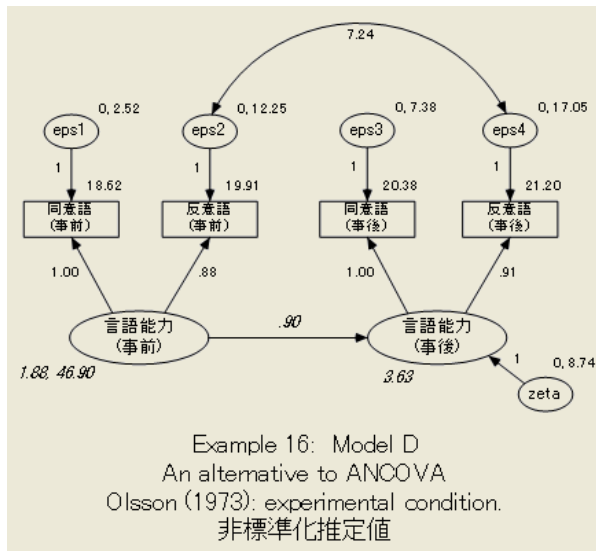 7.24
0, 2.52
0, 12.25
0, 7.38
0, 17.05
eps1
eps2
eps3
eps4
1
1
1
1
18.62
19.91
20.38
21.20
同意語
(事前)
反意語
(事前)
同意語
(事後)
反意語
(事後)
1.00
.88
1.00
.91
言語能力
(事前)
.90
言語能力
(事後)
1.88, 46.90
3.63
1
0, 8.74
zeta
Example 16: Model D
An alternative to ANCOVA
Olsson (1973): experimental condition.
非標準化推定値